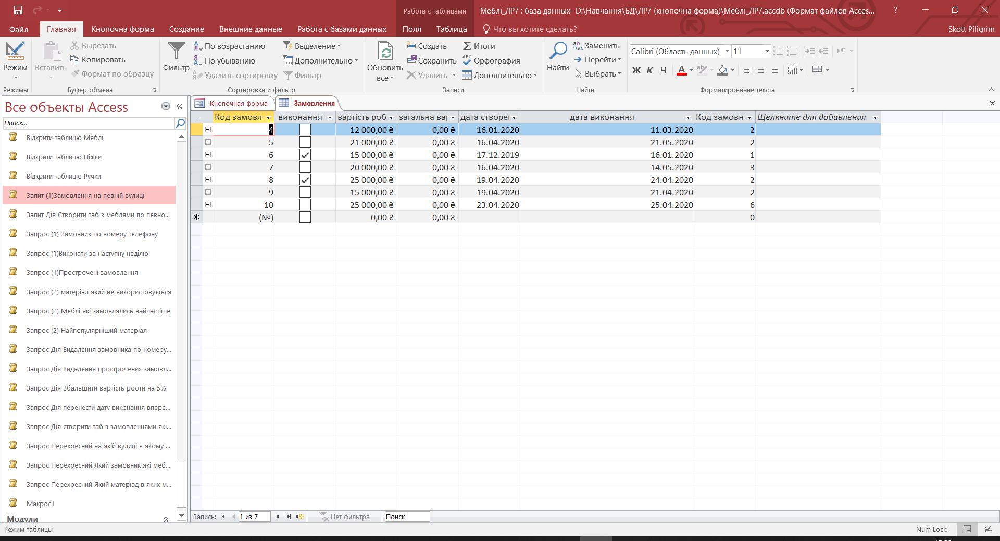 Работа с таблицами
Меблі_ЛР7 : база данных- D:\Навчання\БД\ЛР7 (кнопочна форма)\Меблі_ЛР7.accdb (Формат файлов Acces...
?
Файл Главная Кнопочна форма Создание Внешние данные Работа с базами данных Поля Таблица Что вы хотите сделать? Skott Piligrim
Режим
Режимы
Вставить
Вырезать
Копировать
Формат по образцу
Буфер обмена
Фильтр
По возрастанию
По убыванию
Удалить сортировку
Выделение
Дополнительно
Фильтр
Сортировка и фильтр
Обновить
все
Создать
Сохранить
Удалить
Итоги
Орфография
Дополнительно
Записи
Найти
Заменить
Перейти
Выбрать
Найти
Calibri (Область данных) 11
Ж К Ч А
Форматирование текста
Все объекты Access
Поиск...
Відкрити таблицю Меблі
Відкрити таблицю Ніжки
Відкрити таблицю Ручки
Запит (1)Замовлення на певній вулиці
Запит Дія Створити таб з меблями по певно...
Запрос (1) Замовник по номеру телефону
Запрос (1)Виконати за наступну неділю
Запрос (1)Прострочені замовлення
Запрос (2) матеріал який не використовується
Запрос (2) Меблі які замовлялись найчастіше
Запрос (2) Найпопулярніший матеріал
Запрос Дія Видалення замовника по номеру...
Запрос Дія Видалення прострочених замовл...
Запрос Дія Збальшити вартість рооти на 5%
Запрос Дія перенести дату виконання впере...
Запрос Дія створити таб з замовленнями які...
Запрос Перехресний на якій вулиці в якому ...
Запрос Перехресний Який замовник які меб...
Запрос Перехресний Який матеріад в яких м...
Макрос1
Модули
Кнопочная форма Замовлення
Код замовле виконання вартість роб загальна вар дата створен дата виконання Код замовн Щелкните для добавления
4 12 000,00 ₴ 0,00 ₴ 16.01.2020 11.03.2020 2
5 21 000,00 ₴ 0,00 ₴ 16.04.2020 21.05.2020 2
6 15 000,00 ₴ 0,00 ₴ 17.12.2019 16.01.2020 1
7 20 000,00 ₴ 0,00 ₴ 16.04.2020 14.05.2020 3
8 25 000,00 ₴ 0,00 ₴ 19.04.2020 24.04.2020 2
9 15 000,00 ₴ 0,00 ₴ 19.04.2020 21.04.2020 2
10 25 000,00 ₴ 0,00 ₴ 23.04.2020 25.04.2020 6
(№) 0,00 ₴ 0,00 ₴ 0
Запись: 1 из 7 Нет фильтра Поиск
Режим таблицы Num Lock